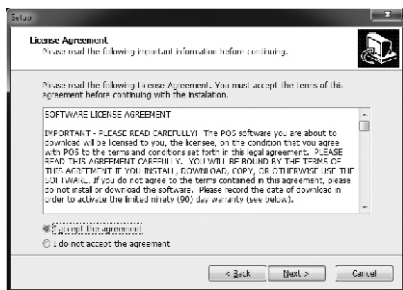 Setup
License Agreement
Please read the following important information before continuing.
Please read the following License Agreement. You must accept the terms of this
agreement before continuing with the installation.
SOFTWARE LICENSE AGREEMENT
IMPORTANT - PLEASE READ CAREFULLY! The POS software you are about to
download will be licensed to you, the licensee, on the condition that you agree
with POS to the terms and conditions set forth in this legal agreement. PLEASE
READ THIS AGREEMENT CAREFULLY. YOU WILL BE BOUND BY THE TERMS OF
THIS AGREEMENT IF YOU INSTALL, DOWNLOAD, COPY, OR OTHERWISE USE THE
SOFTWARE. If you do not agree to the terms contained in this agreement, please
do not install or download the software. Please record the date of download in
order to activate the limited ninety (90) day warranty (see below).
I accept the agreement
I do not accept the agreement
< Back Next > Cancel